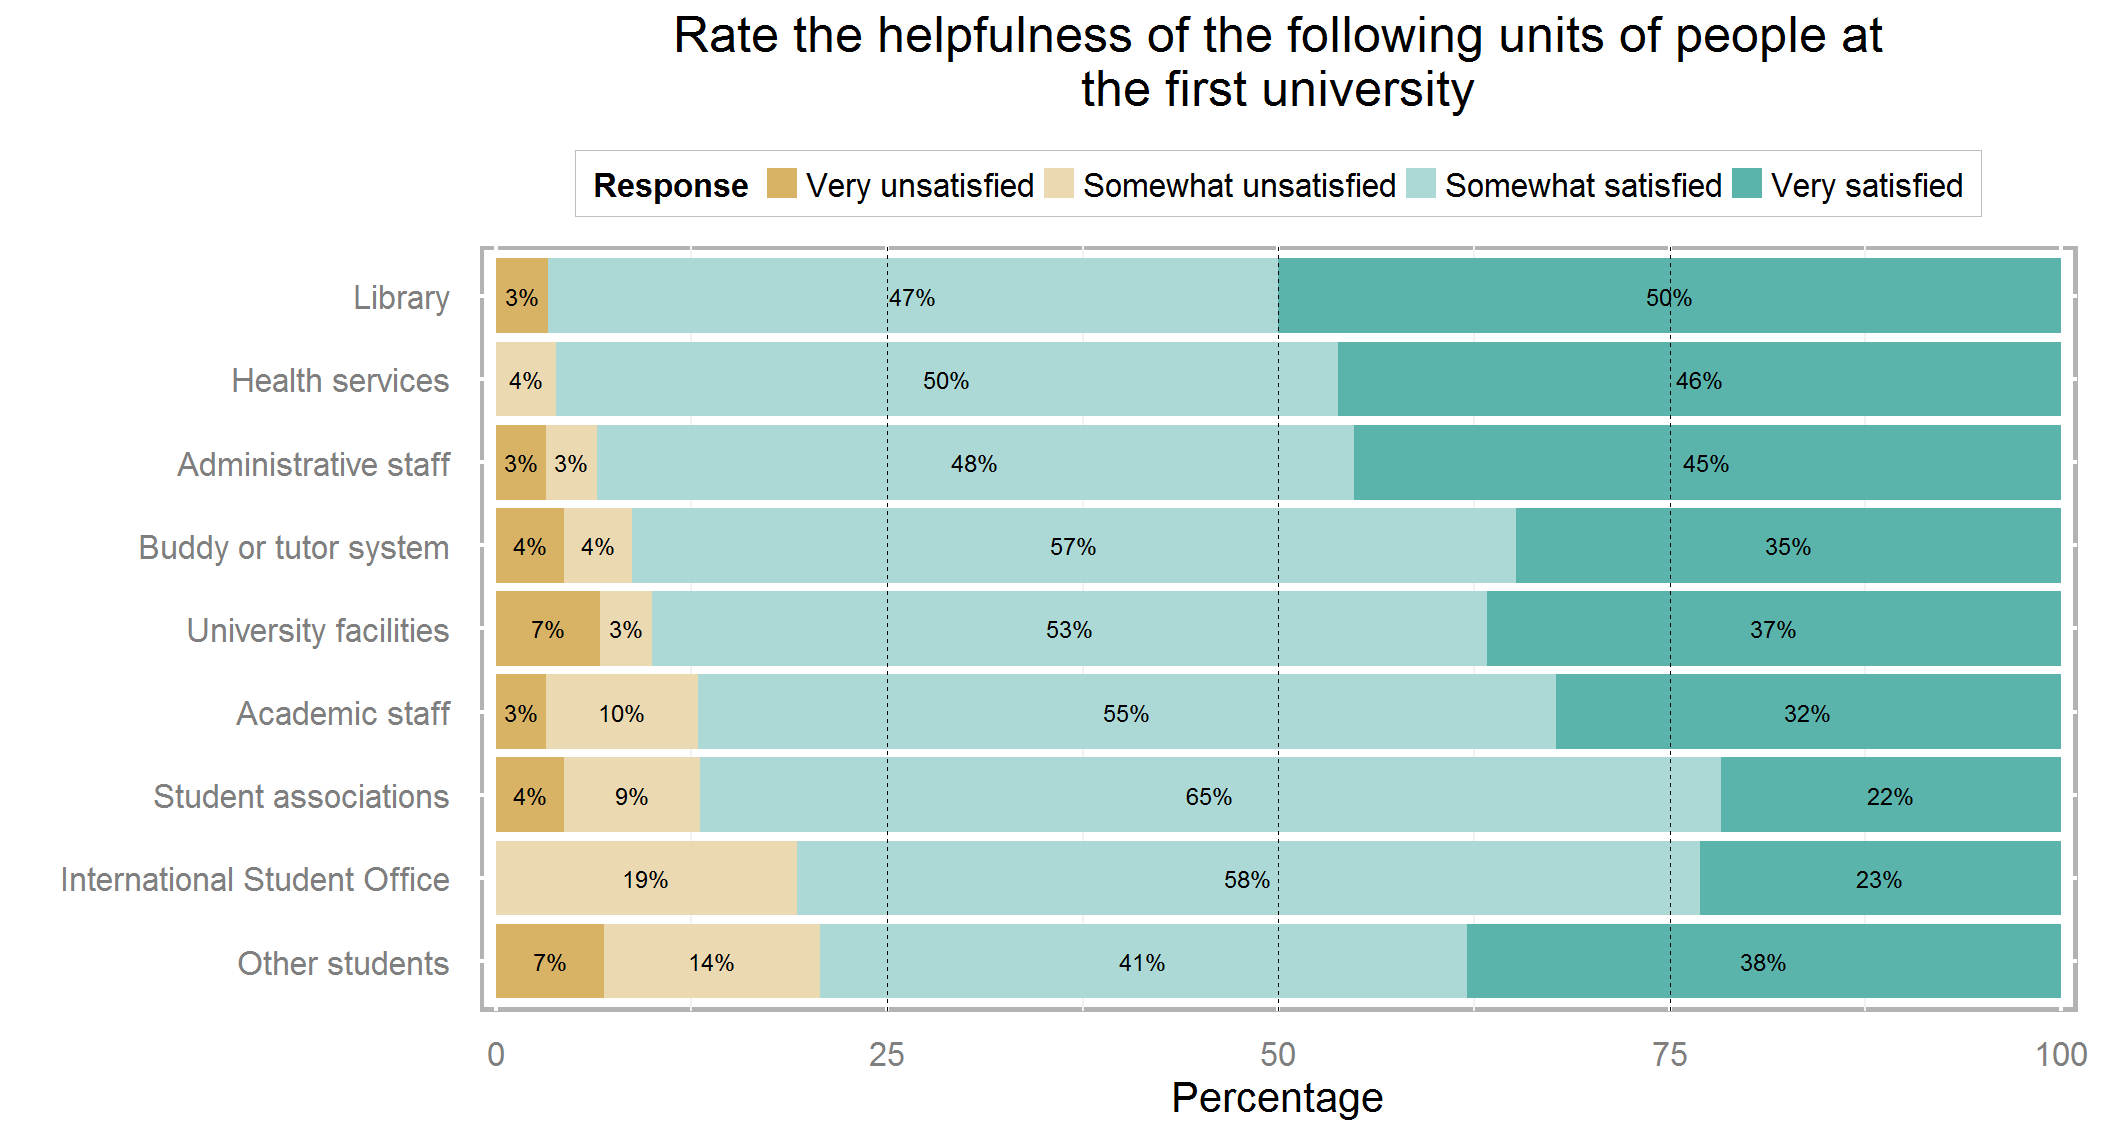 Rate the helpfulness of the following units of people at
the first university
Response Very unsatisfied Somewhat unsatisfied Somewhat satisfied Very satisfied
Library 3% 47% 50%
Health services 4% 50% 46%
Administrative staff 3% 3% 48% 45%
Buddy or tutor system 4% 4% 57% 35%
University facilities 7% 3% 53% 37%
Academic staff 3% 10% 55% 32%
Student associations 4% 9% 65% 22%
International Student Office 19% 58% 23%
Other students 7% 14% 41% 38%
0 25 50 75 100
Percentage